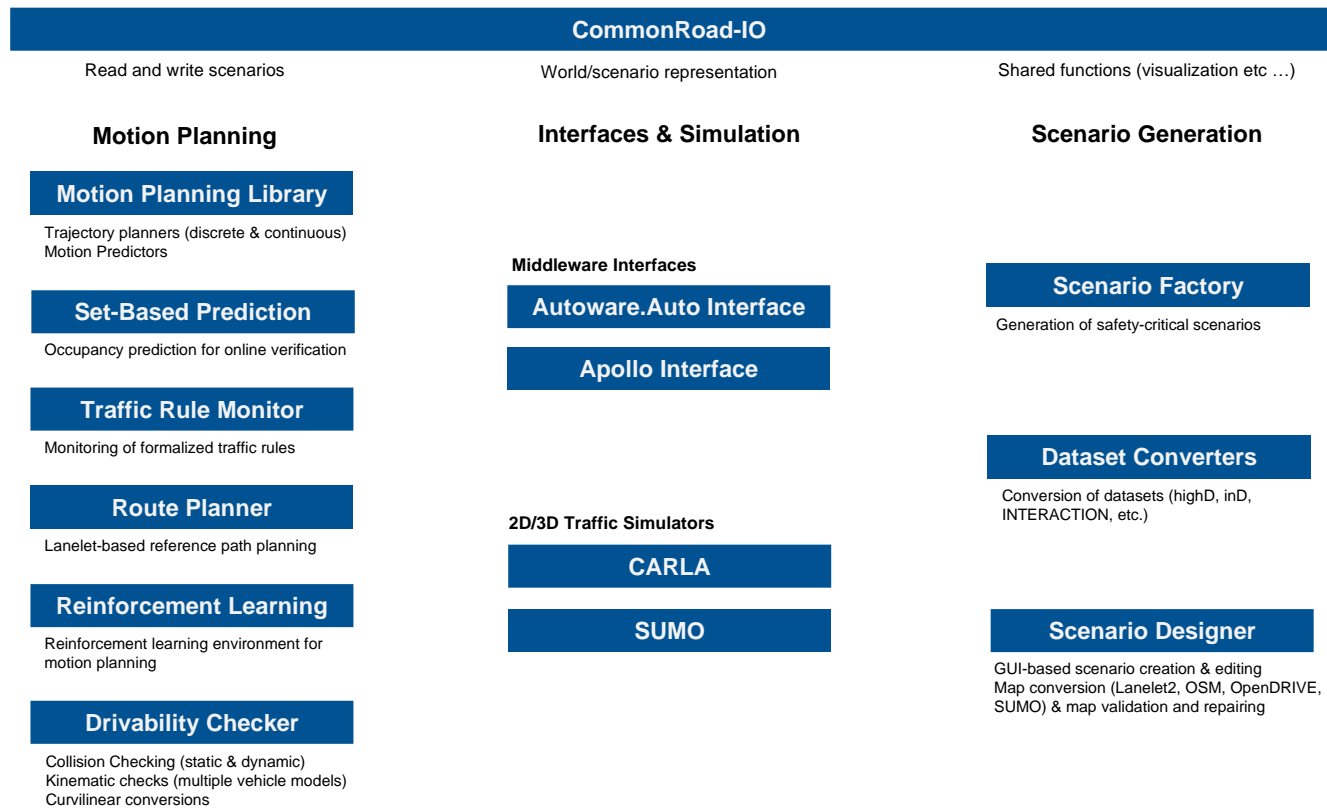 CommonRoad-IO
Read and write scenarios
World/scenario representation
Shared functions (visualization etc …)
Motion Planning
Motion Planning Library
Trajectory planners (discrete & continuous)
Motion Predictors
Set-Based Prediction
Occupancy prediction for online verification
Traffic Rule Monitor
Monitoring of formalized traffic rules
Route Planner
Lanelet-based reference path planning
Reinforcement Learning
Reinforcement learning environment for
motion planning
Drivability Checker
Collision Checking (static & dynamic)
Kinematic checks (multiple vehicle models)
Curvilinear conversions
Interfaces & Simulation
Middleware Interfaces
Autoware.Auto Interface
Apollo Interface
2D/3D Traffic Simulators
CARLA
SUMO
Scenario Generation
Scenario Factory
Generation of safety-critical scenarios
Dataset Converters
Conversion of datasets (highD, inD,
INTERACTION, etc.)
Scenario Designer
GUI-based scenario creation & editing
Map conversion (Lanelet2, OSM, OpenDRIVE,
SUMO) & map validation and repairing